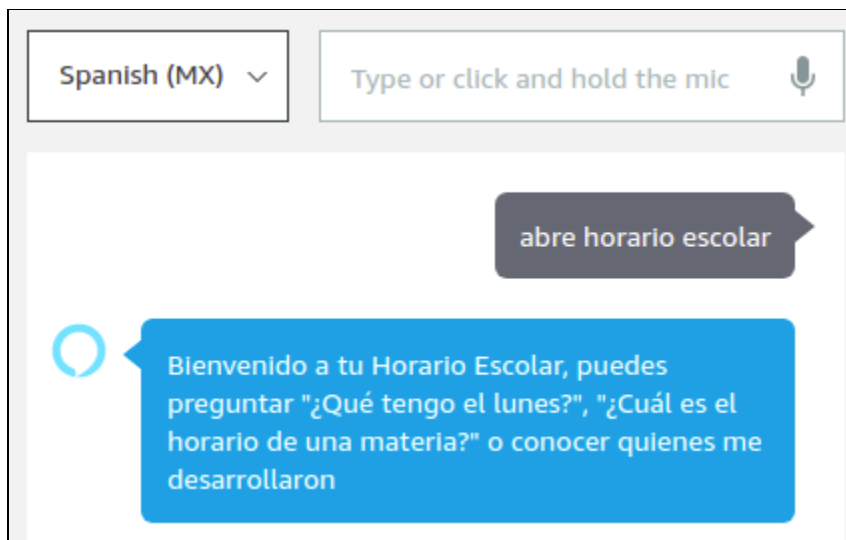 Spanish (MX)
Type or click and hold the mic
abre horario escolar
Bienvenido a tu Horario Escolar, puedes
preguntar "¿Qué tengo el lunes?", "¿Cuál es el
horario de una materia?" o conocer quienes me
desarrollaron